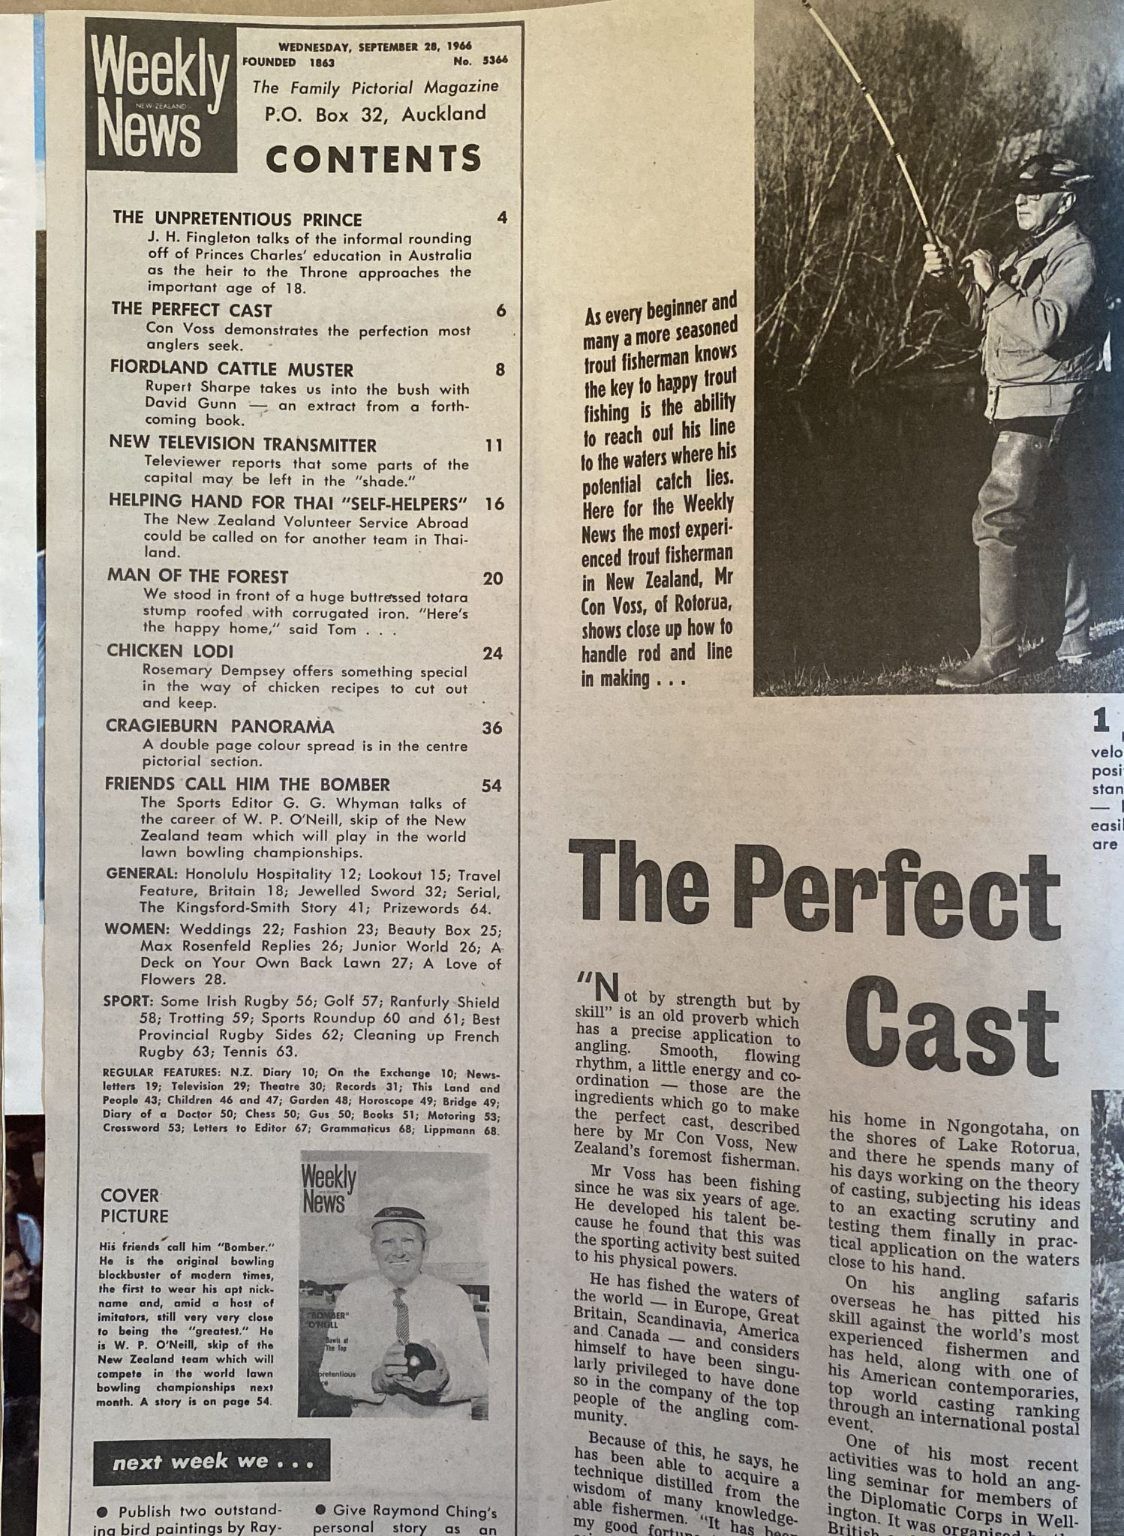 Weekly
NEW ZEALAND
News
WEDNESDAY, SEPTEMBER 28, 1966
FOUNDED 1863 No. 5366
The Family Pictorial Magazine
P.O. Box 32, Auckland
CONTENTS
THE UNPRETENTIOUS PRINCE 4
J. H. Fingleton talks of the informal rounding
off of Princes Charles' education in Australia
as the heir to the Throne approaches the
important age of 18.
THE PERFECT CAST 6
Con Voss demonstrates the perfection most
anglers seek.
FIORDLAND CATTLE MUSTER 8
Rupert Sharpe takes us into the bush with
David Gunn — an extract from a forth-
coming book.
NEW TELEVISION TRANSMITTER 11
Televiewer reports that some parts of the
capital may be left in the "shade."
HELPING HAND FOR THAI "SELF-HELPERS" 16
The New Zealand Volunteer Service Abroad
could be called on for another team in Thai-
land.
MAN OF THE FOREST 20
We stood in front of a huge buttressed totara
stump roofed with corrugated iron. "Here's
the happy home," said Tom . . .
CHICKEN LODI 24
Rosemary Dempsey offers something special
in the way of chicken recipes to cut out
and keep.
CRAGIEBURN PANORAMA 36
A double page colour spread is in the centre
pictorial section.
FRIENDS CALL HIM THE BOMBER 54
The Sports Editor G. G. Whyman talks of
the career of W. P. O'Neill, skip of the New
Zealand team which will play in the world
lawn bowling championships.
GENERAL: Honolulu Hospitality 12; Lookout 15; Travel
Feature, Britain 18; Jewelled Sword 32; Serial,
The Kingsford-Smith Story 41; Prizewords 64.
WOMEN: Weddings 22; Fashion 23; Beauty Box 25;
Max Rosenfeld Replies 26; Junior World 26; A
Deck on Your Own Back Lawn 27; A Love of
Flowers 28.
SPORT: Some Irish Rugby 56; Golf 57; Ranfurly Shield
58; Trotting 59; Sports Roundup 60 and 61; Best
Provincial Rugby Sides 62; Cleaning up French
Rugby 63; Tennis 63.
REGULAR FEATURES: N.Z. Diary 10; On the Exchange 10; News-
letters 19; Television 29; Theatre 30; Records 31; This Land and
People 43; Children 46 and 47; Garden 48; Horoscope 49; Bridge 49;
Diary of a Doctor 50; Chess 50; Gus 50; Books 51; Motoring 53;
Crossword 53; Letters to Editor 67; Grammaticus 68; Lippmann 68.
COVER
PICTURE
His friends call him "Bomber."
He is the original bowling
blockbuster of modern times,
the first to wear his apt nick-
name and, amid a host of
imitators, still very very close
to being the "greatest." He
is W. P. O'Neill, skip of the
New Zealand team which will
compete in the world lawn
bowling championships next
month. A story is on page 54.
Weekly
News
"BOMBER"
O'NEILL
Bowls at
The Top
Unpretentious
next week we . . .
● Publish two outstand-
ing bird paintings by Ray-
● Give Raymond Ching's
personal story as an
As every beginner and
many a more seasoned
trout fisherman knows
the key to happy trout
fishing is the ability
to reach out his line
to the waters where his
potential catch lies.
Here for the Weekly
News the most experi-
enced trout fisherman
in New Zealand, Mr
Con Voss, of Rotorua,
shows close up how to
handle rod and line
in making . . .
1
velo
posit
stan
—
easil
are
The Perfect
Cast
"Not by strength but by
skill" is an old proverb which
has a precise application to
angling. Smooth, flowing
rhythm, a little energy and co-
ordination — those are the
ingredients which go to make
the perfect cast, described
here by Mr Con Voss, New
Zealand's foremost fisherman.
Mr Voss has been fishing
since he was six years of age.
He developed his talent be-
cause he found that this was
the sporting activity best suited
to his physical powers.
He has fished the waters of
the world — in Europe, Great
Britain, Scandinavia, America
and Canada — and considers
himself to have been singu-
larly privileged to have done
so in the company of the top
people of the angling com-
munity.
Because of this, he says, he
has been able to acquire a
technique distilled from the
wisdom of many knowledge-
able fishermen. "It has been
my good fortune
his home in Ngongotaha, on
the shores of Lake Rotorua,
and there he spends many of
his days working on the theory
of casting, subjecting his ideas
to an exacting scrutiny and
testing them finally in prac-
tical application on the waters
close to his hand.
On his angling safaris
overseas he has pitted his
skill against the world's most
experienced fishermen and
has held, along with one of
his American contemporaries,
top world casting ranking
through an international postal
event.
One of his most recent
activities was to hold an ang-
ling seminar for members of
the Diplomatic Corps in Well-
ington. It was organised
British